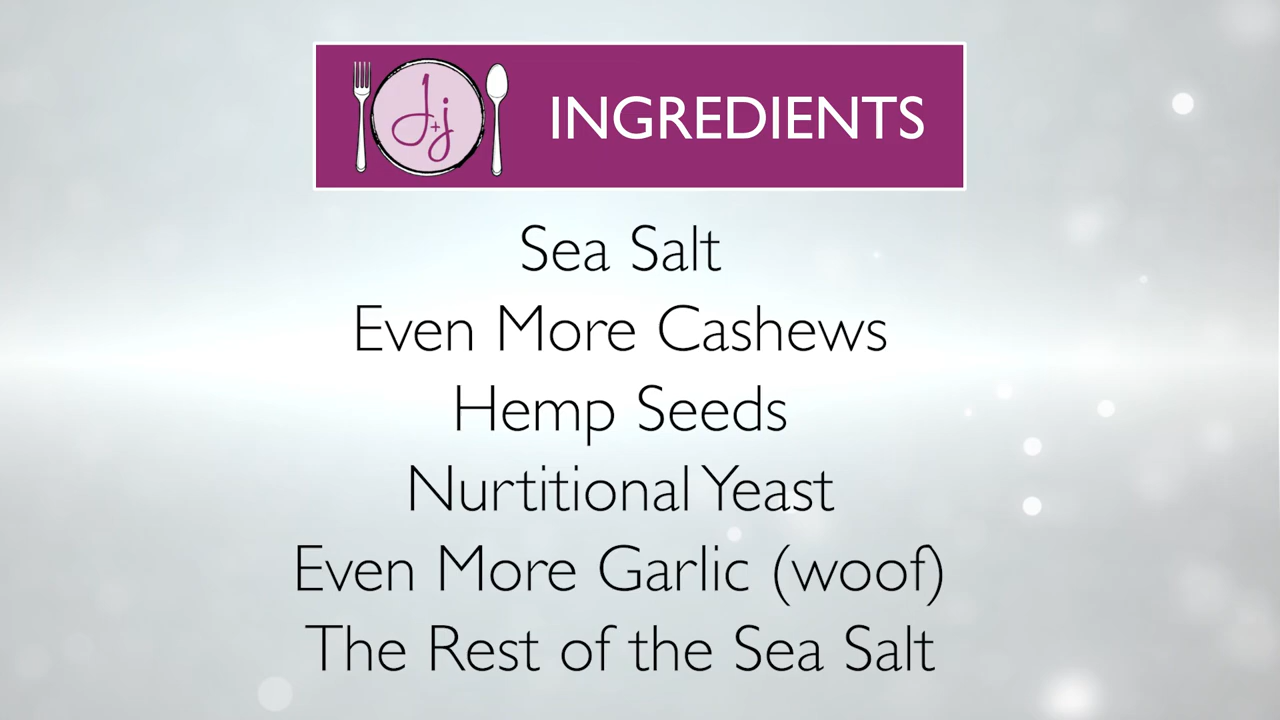 J+j
INGREDIENTS
Sea Salt
Even More Cashews
Hemp Seeds
Nurtitional Yeast
Even More Garlic (woof)
The Rest of the Sea Salt